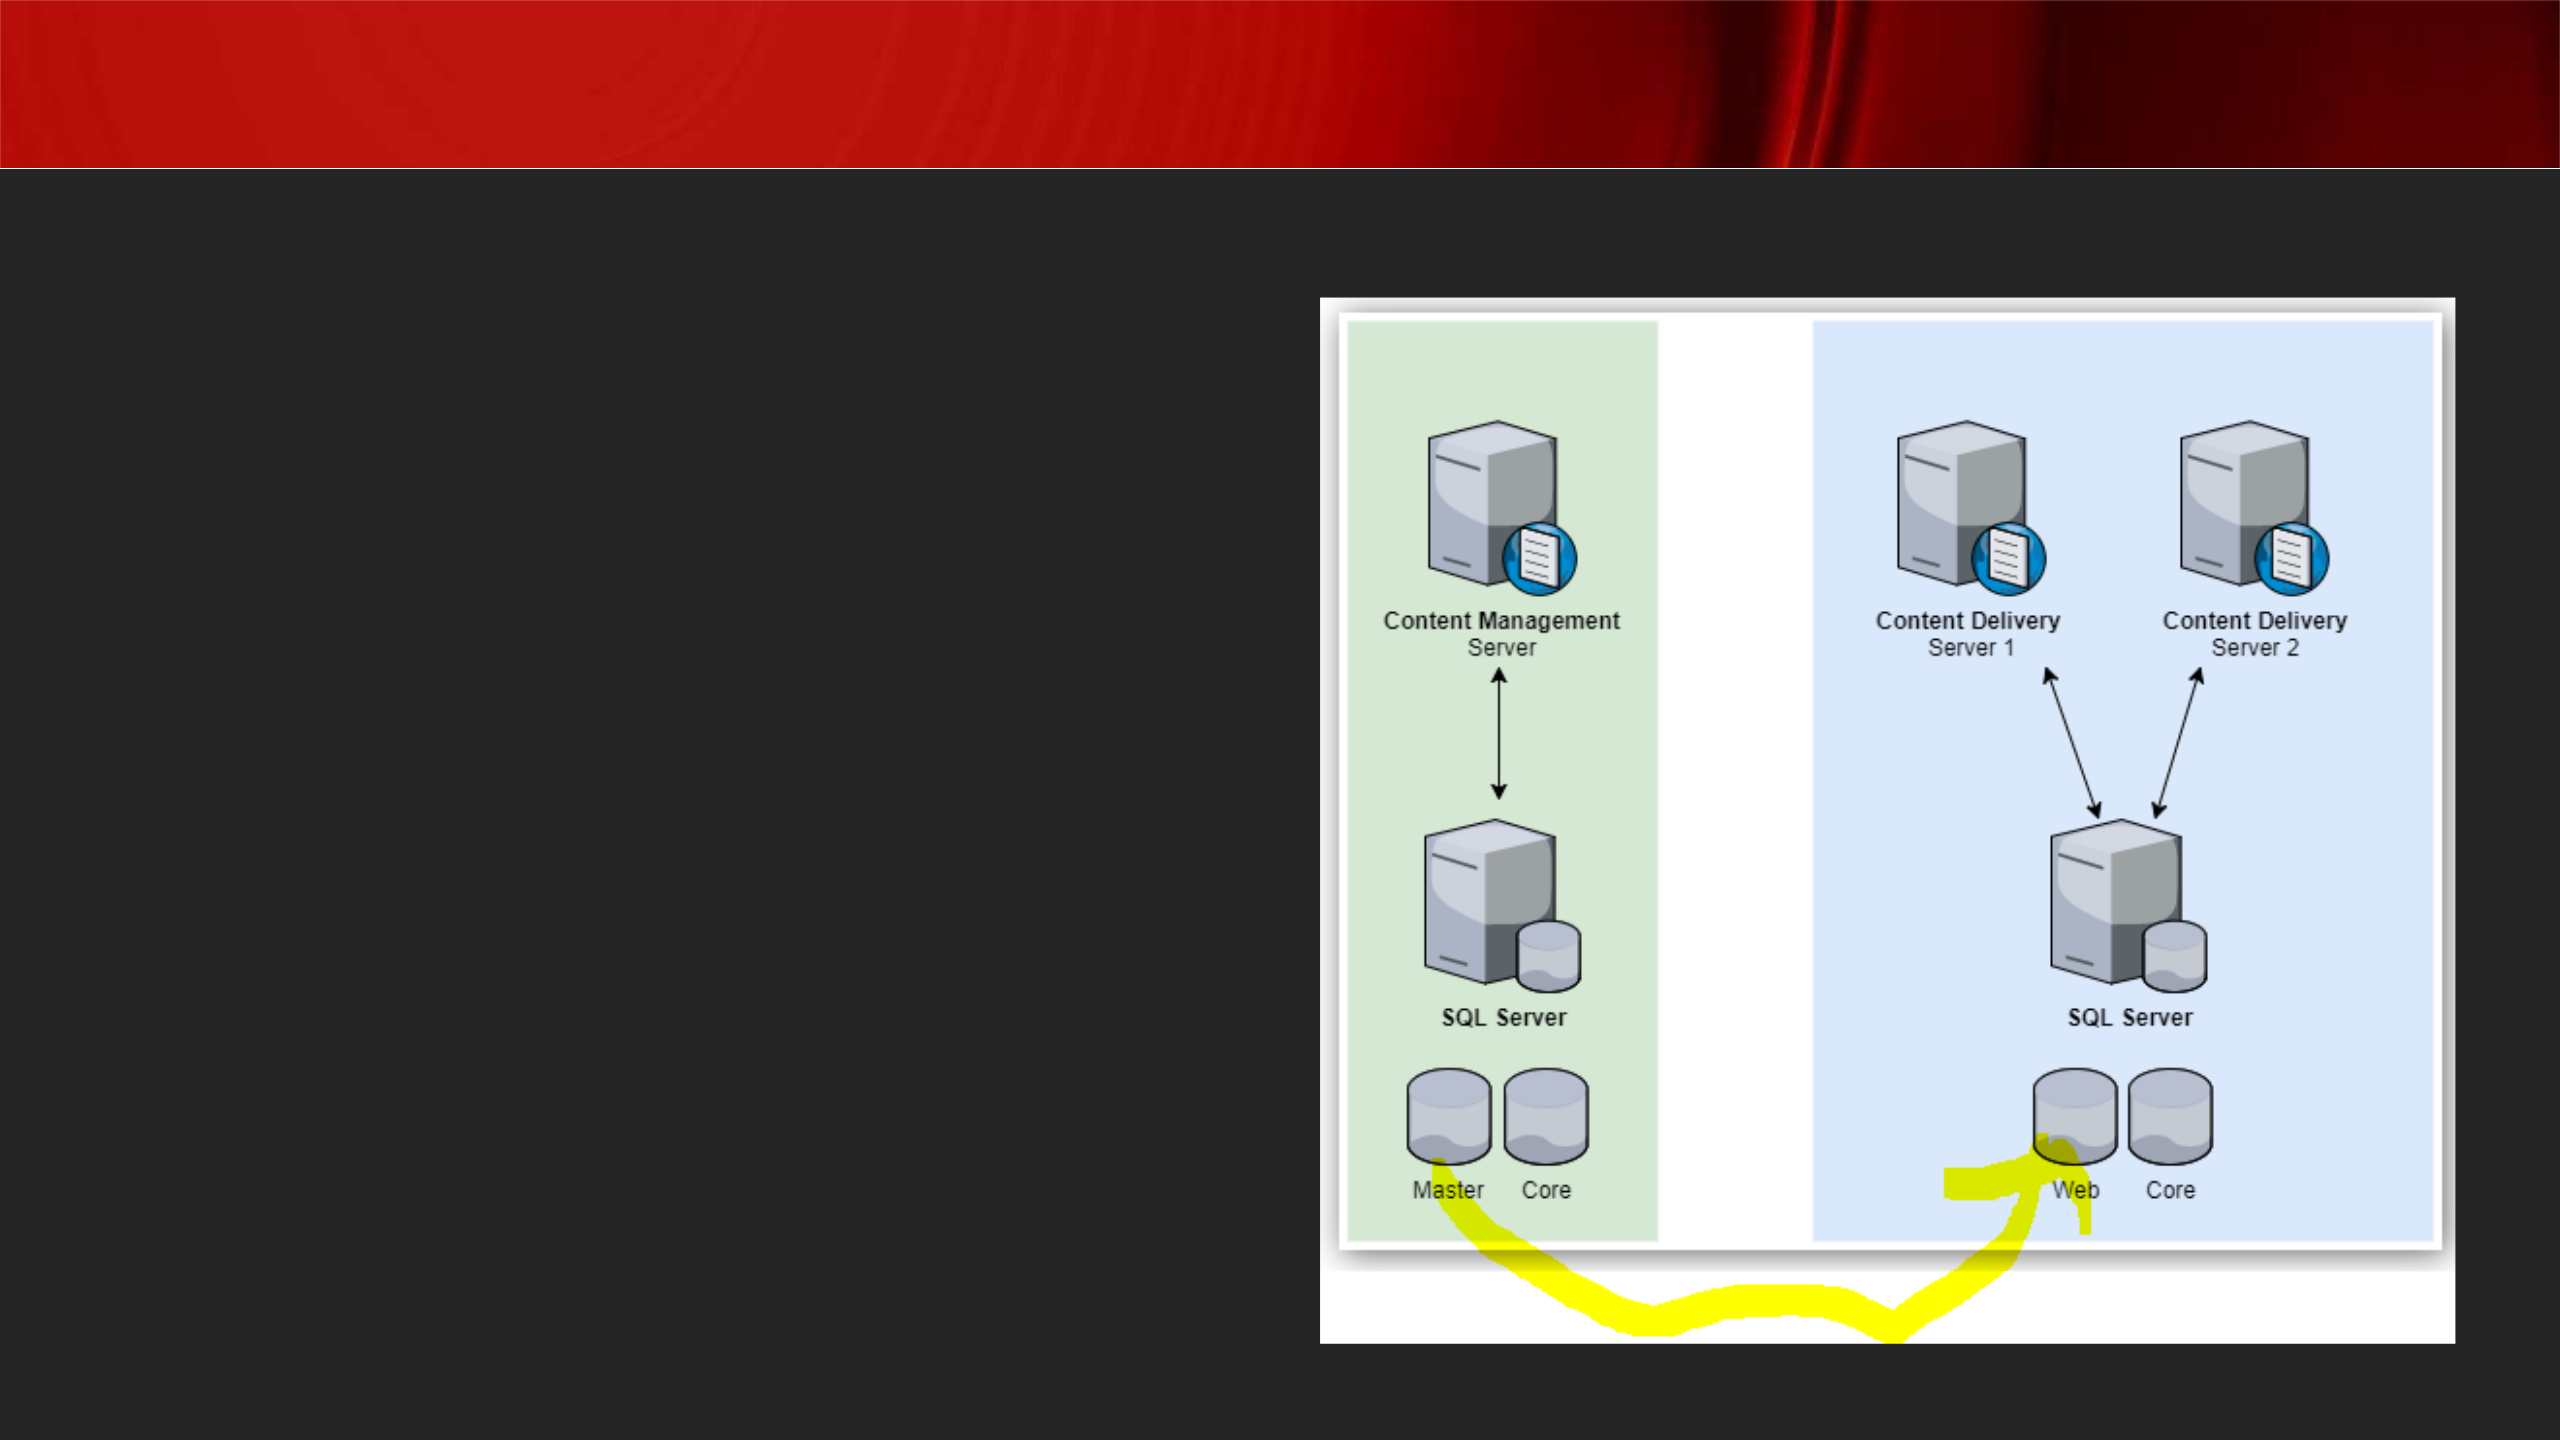 Content Management
Server
Content Delivery
Server 1
Content Delivery
Server 2
SQL Server
SQL Server
Master
Core
Web
Core